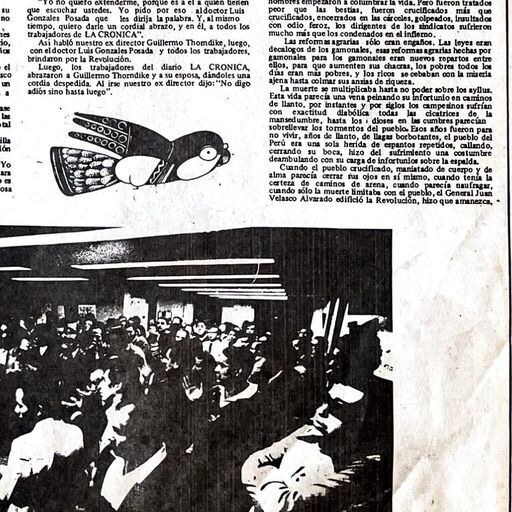 "Yo no quiero extenderme, porque es a él a quien tienen
que escuchar ustedes. Yo pido por eso al doctor Luis
Gonzales Posada que les dirija la palabra. Y, al mismo
tiempo, quiero darle un cordial abrazo, y en él, a todos los
trabajadores de LA CRONICA".
Así habló nuestro ex director Guillermo Thorndike, luego,
con el doctor Luis Gonzales Posada y todos los trabajadores,
brindaron por la Revolución.
Luego, los trabajadores del diario LA CRONICA,
abrazaron a Guillermo Thorndike y a su esposa, dándoles una
cordia despedida. Al irse nuestro ex director dijo: "No digo
adiós sino hasta luego".
hombres empezaron a columbrar la vida. Pero fueron tratados
peor que las bestias, fueron crucificados más que
crucificados, encerrados en las cárceles, golpeados, insultados
con odio feroz, los dirigentes de los sindicatos sufrieron
mucho más que los condenados en el infierno.
Las reformas agrarias sólo eran engaños. Las leyes eran
decálogos de los gamonales, esas reformas agrarias hechas por
gamonales para los gamonales eran nuevos repartos entre
ellos, para que aumenten sus chacras, los pobres todos los
días eran más pobres, y los ricos se cebaban con la miseria
ajena hasta colmar sus ansias de riqueza.
La muerte se multiplicaba hasta no poder sobre los ayllus.
Esta vida parecía una vena peinando su infortunio en caminos
de llanto, por instantes y por siglos los campesinos sufrían
con exactitud diabólica todas las cicatrices de la
mansedumbre, hasta los dioses en las cumbres parecían
sobrellevar los tormentos del pueblo. Esos años fueron para
no vivir, años de llanto, de llagas borbotantes, el pueblo del
Perú era una sola herida de espantos repetidos, callando,
cerrando su boca, hizo del sufrimiento una costumbre
deambulando con su carga de infortunios sobre la espalda.
Cuando el pueblo crucificado, maniatado de cuerpo y de
alma parecía cerrar sus ojos en sí mismo, cuando tenía la
certeza de caminos de arena, cuando parecía naufragar,
cuando sólo la muerte limitaba con el pueblo, el General Juan
Velasco Alvarado edificó la Revolución, hizo que amanezca,